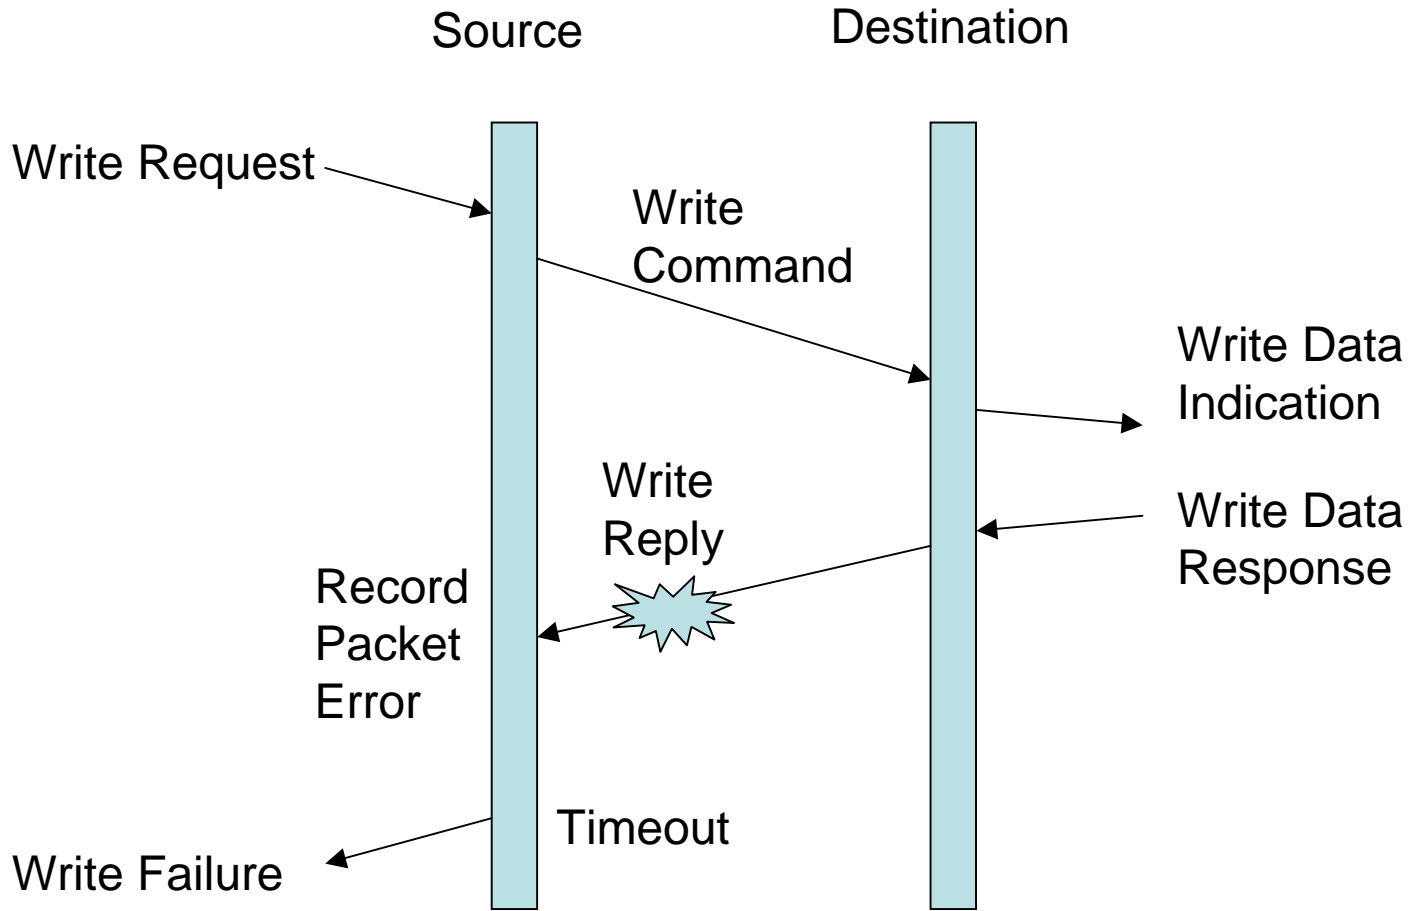 Source
Destination
Write Request
Write
Command
Write Data
Indication
Write
Reply
Write Data
Response
Record
Packet
Error
Timeout
Write Failure